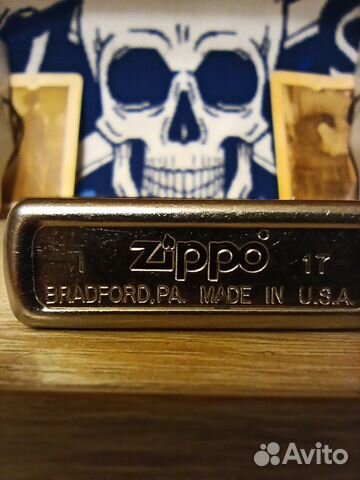 I zippo® 17
BRADFORD,PA. MADE IN U.S.A
Avito